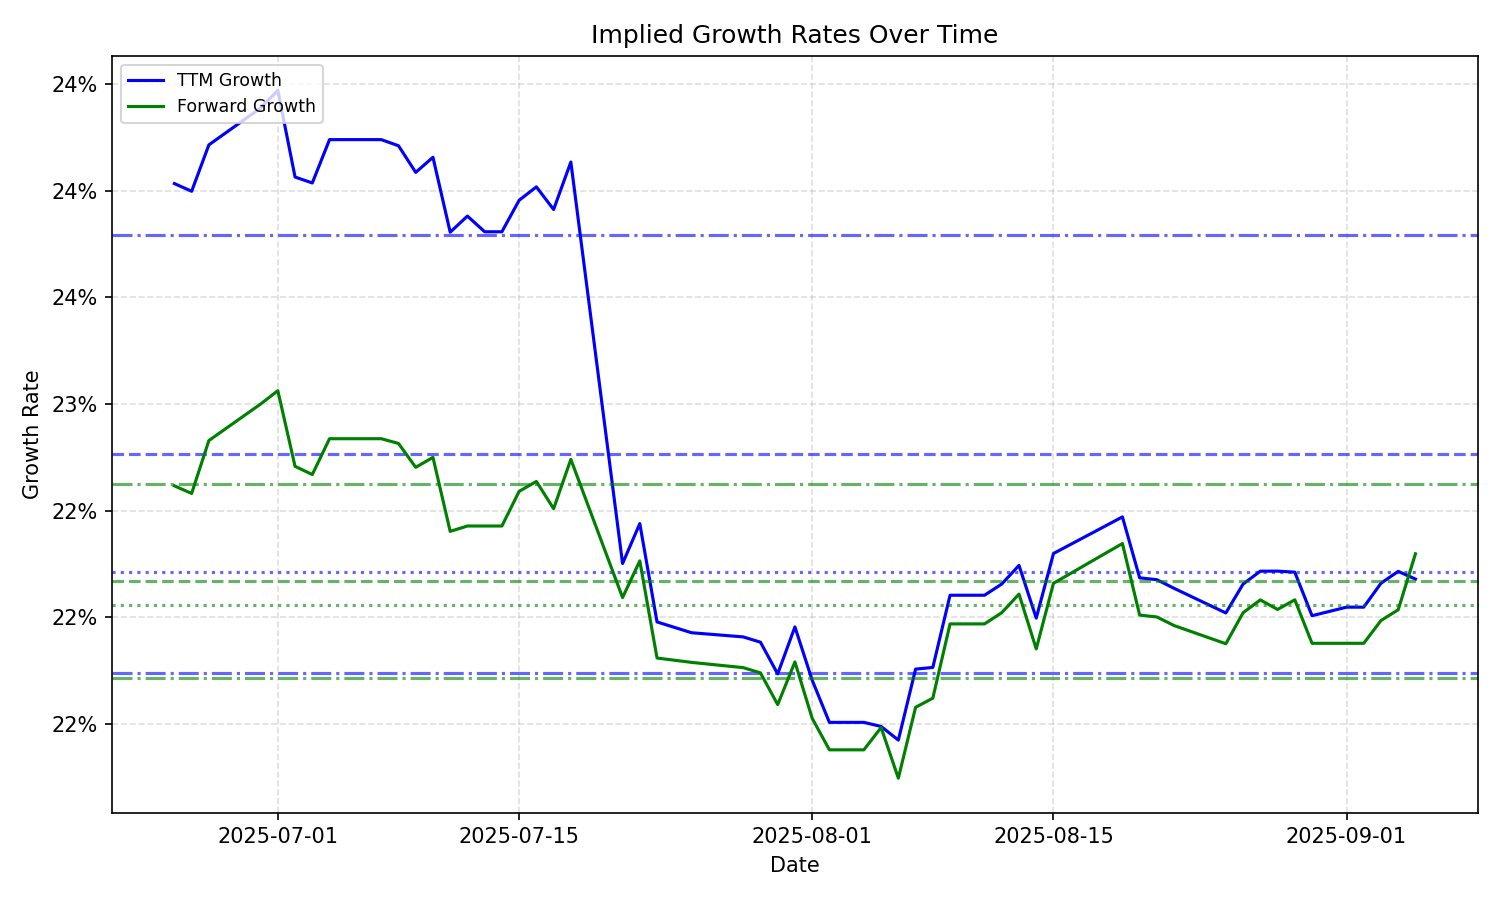 Implied Growth Rates Over Time
TTM Growth
Forward Growth
24%
24%
24%
23%
22%
22%
22%
Growth Rate
2025-07-01
2025-07-15
2025-08-01
2025-08-15
2025-09-01
Date